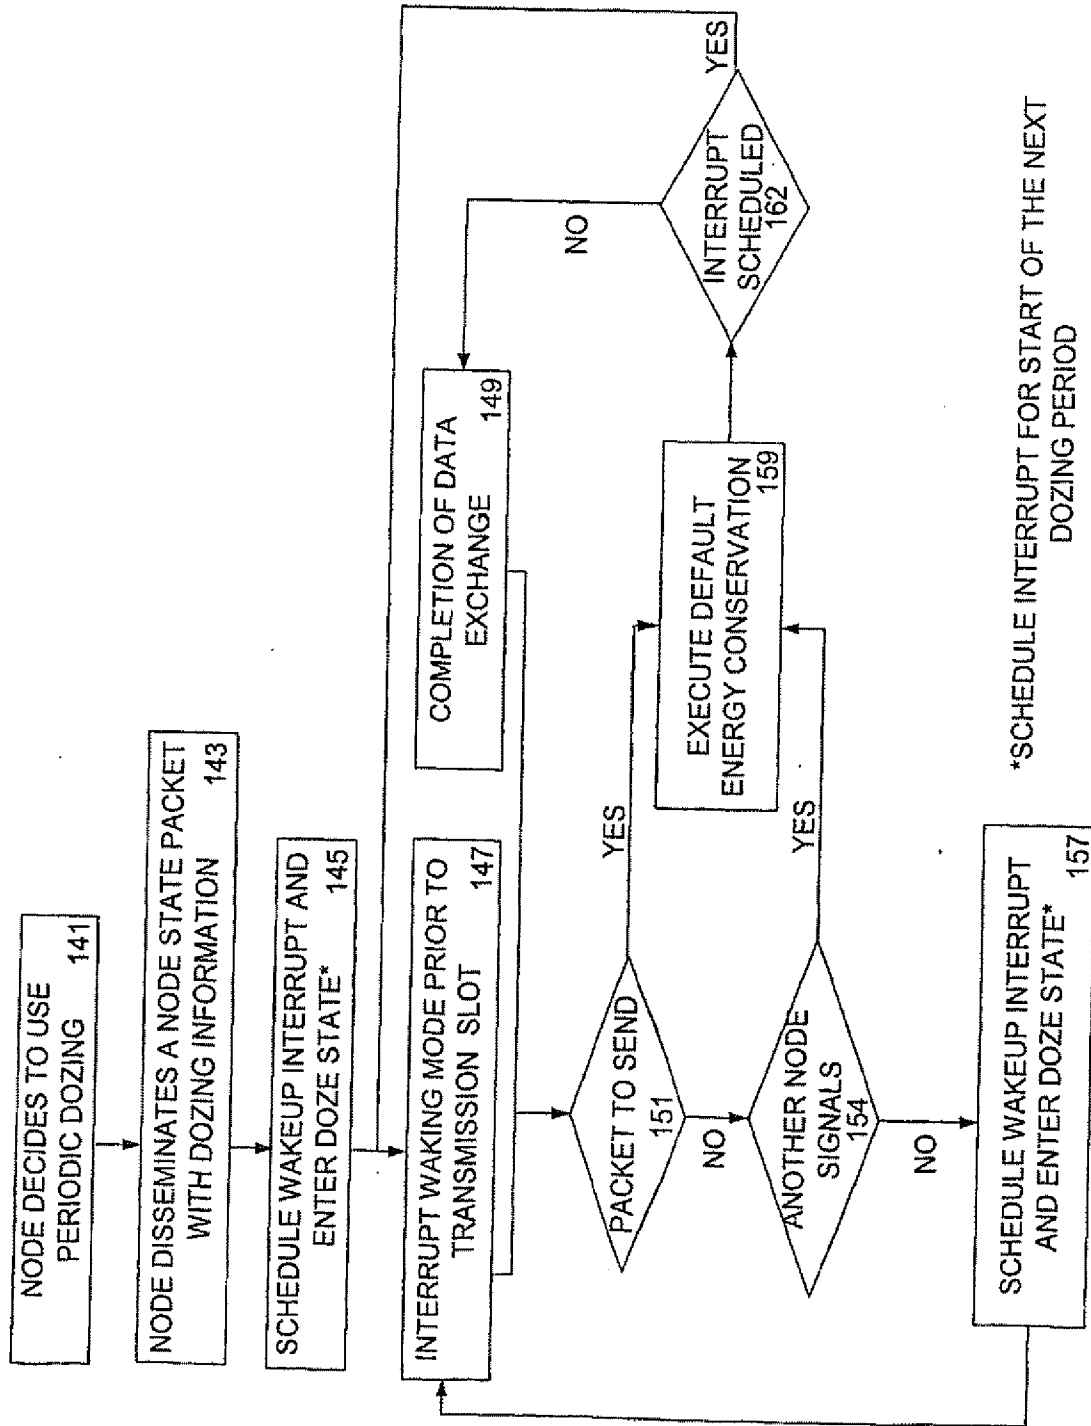 NODE DECIDES TO USE
PERIODIC DOZING 141
NODE DISSEMINATES A NODE STATE PACKET
WITH DOZING INFORMATION 143
SCHEDULE WAKEUP INTERRUPT AND
ENTER DOZE STATE* 145
INTERRUPT WAKING MODE PRIOR TO
TRANSMISSION SLOT 147
COMPLETION OF DATA
EXCHANGE 149
PACKET TO SEND
151
YES
NO
ANOTHER NODE
SIGNALS
154
YES
NO
EXECUTE DEFAULT
ENERGY CONSERVATION
159
INTERRUPT
SCHEDULED
162
NO
YES
SCHEDULE WAKEUP INTERRUPT
AND ENTER DOZE STATE*
157
*SCHEDULE INTERRUPT FOR START OF THE NEXT
DOZING PERIOD